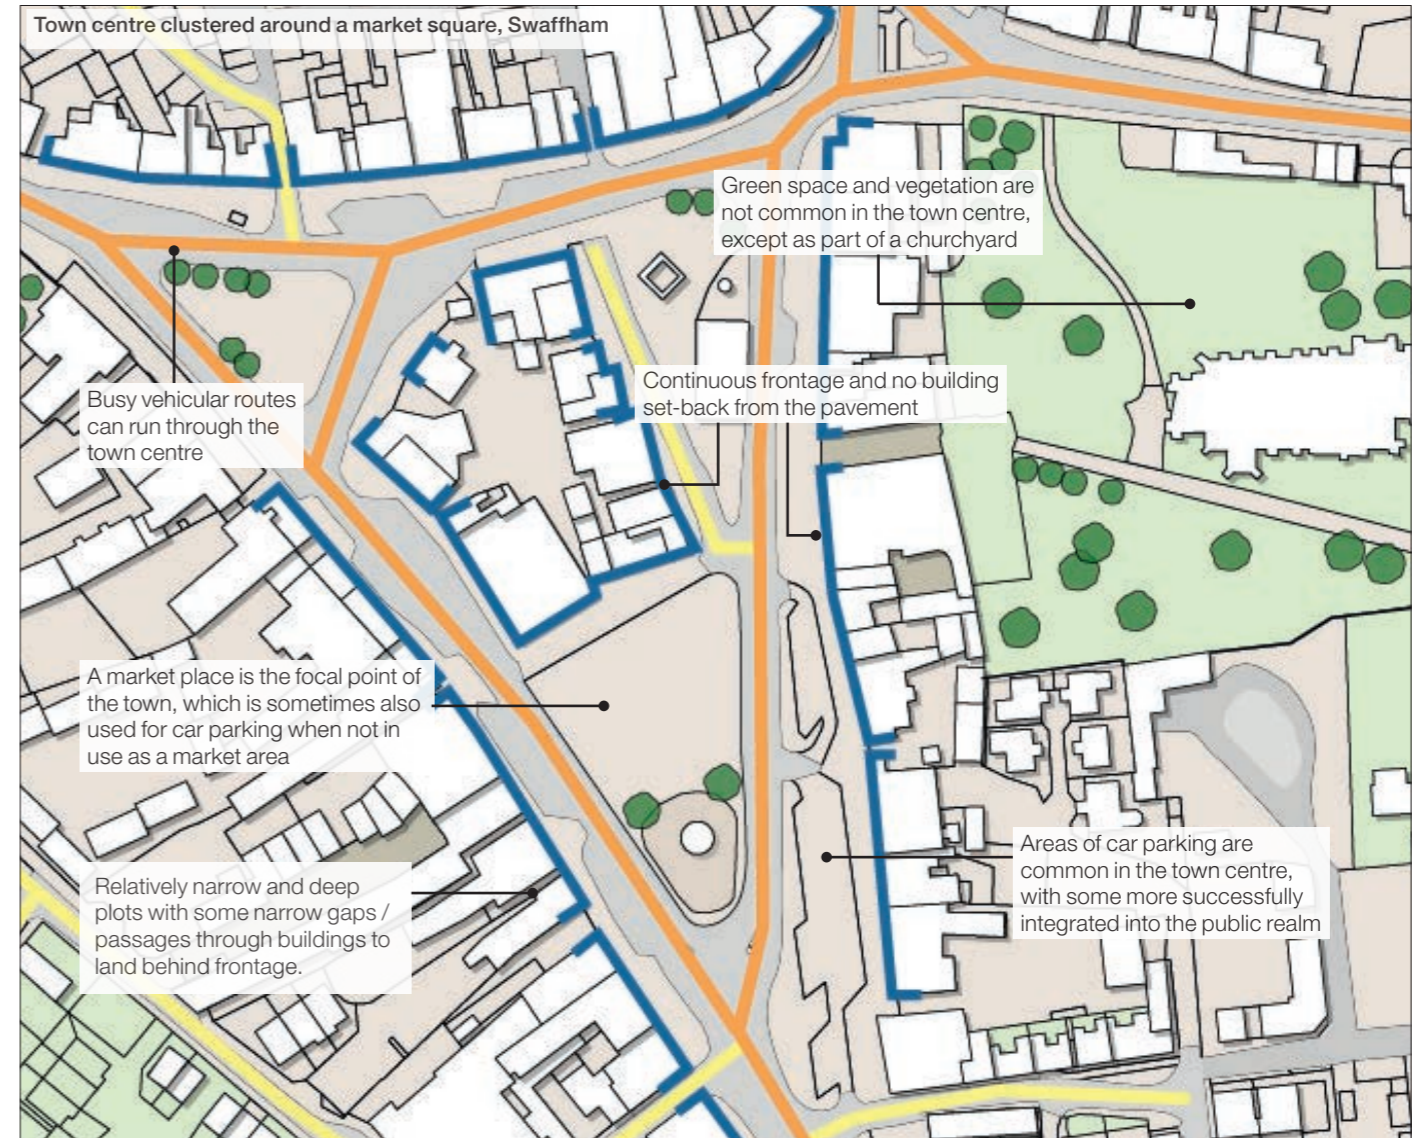 Town centre clustered around a market square, Swaffham
Green space and vegetation are
not common in the town centre,
except as part of a churchyard
Continuous frontage and no building
set-back from the pavement
Busy vehicular routes
can run through the
town centre
A market place is the focal point of
the town, which is sometimes also
used for car parking when not in
use as a market area
Areas of car parking are
common in the town centre,
with some more successfully
integrated into the public realm
Relatively narrow and deep
plots with some narrow gaps /
passages through buildings to
land behind frontage.